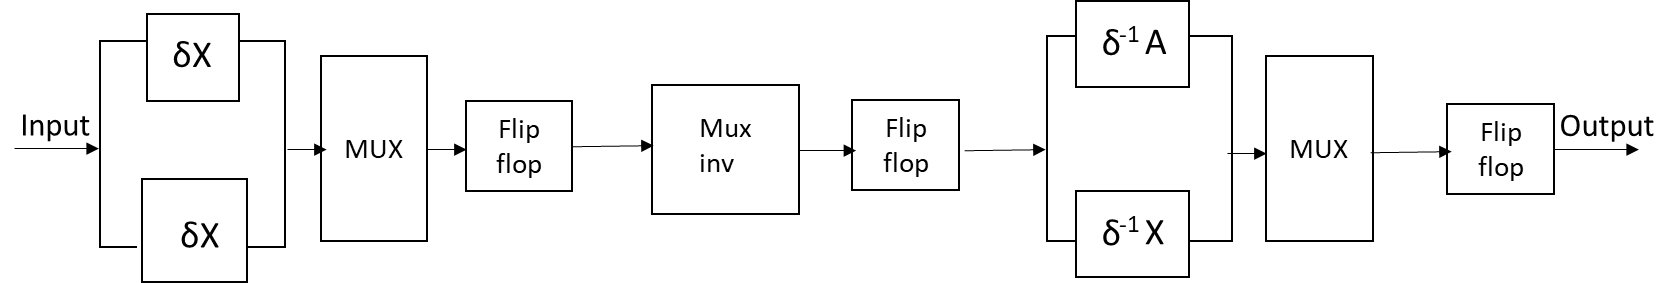 Input
δX
δX
MUX
Flip
flop
Mux
inv
Flip
flop
δ⁻¹ A
δ⁻¹ X
MUX
Flip
flop
Output